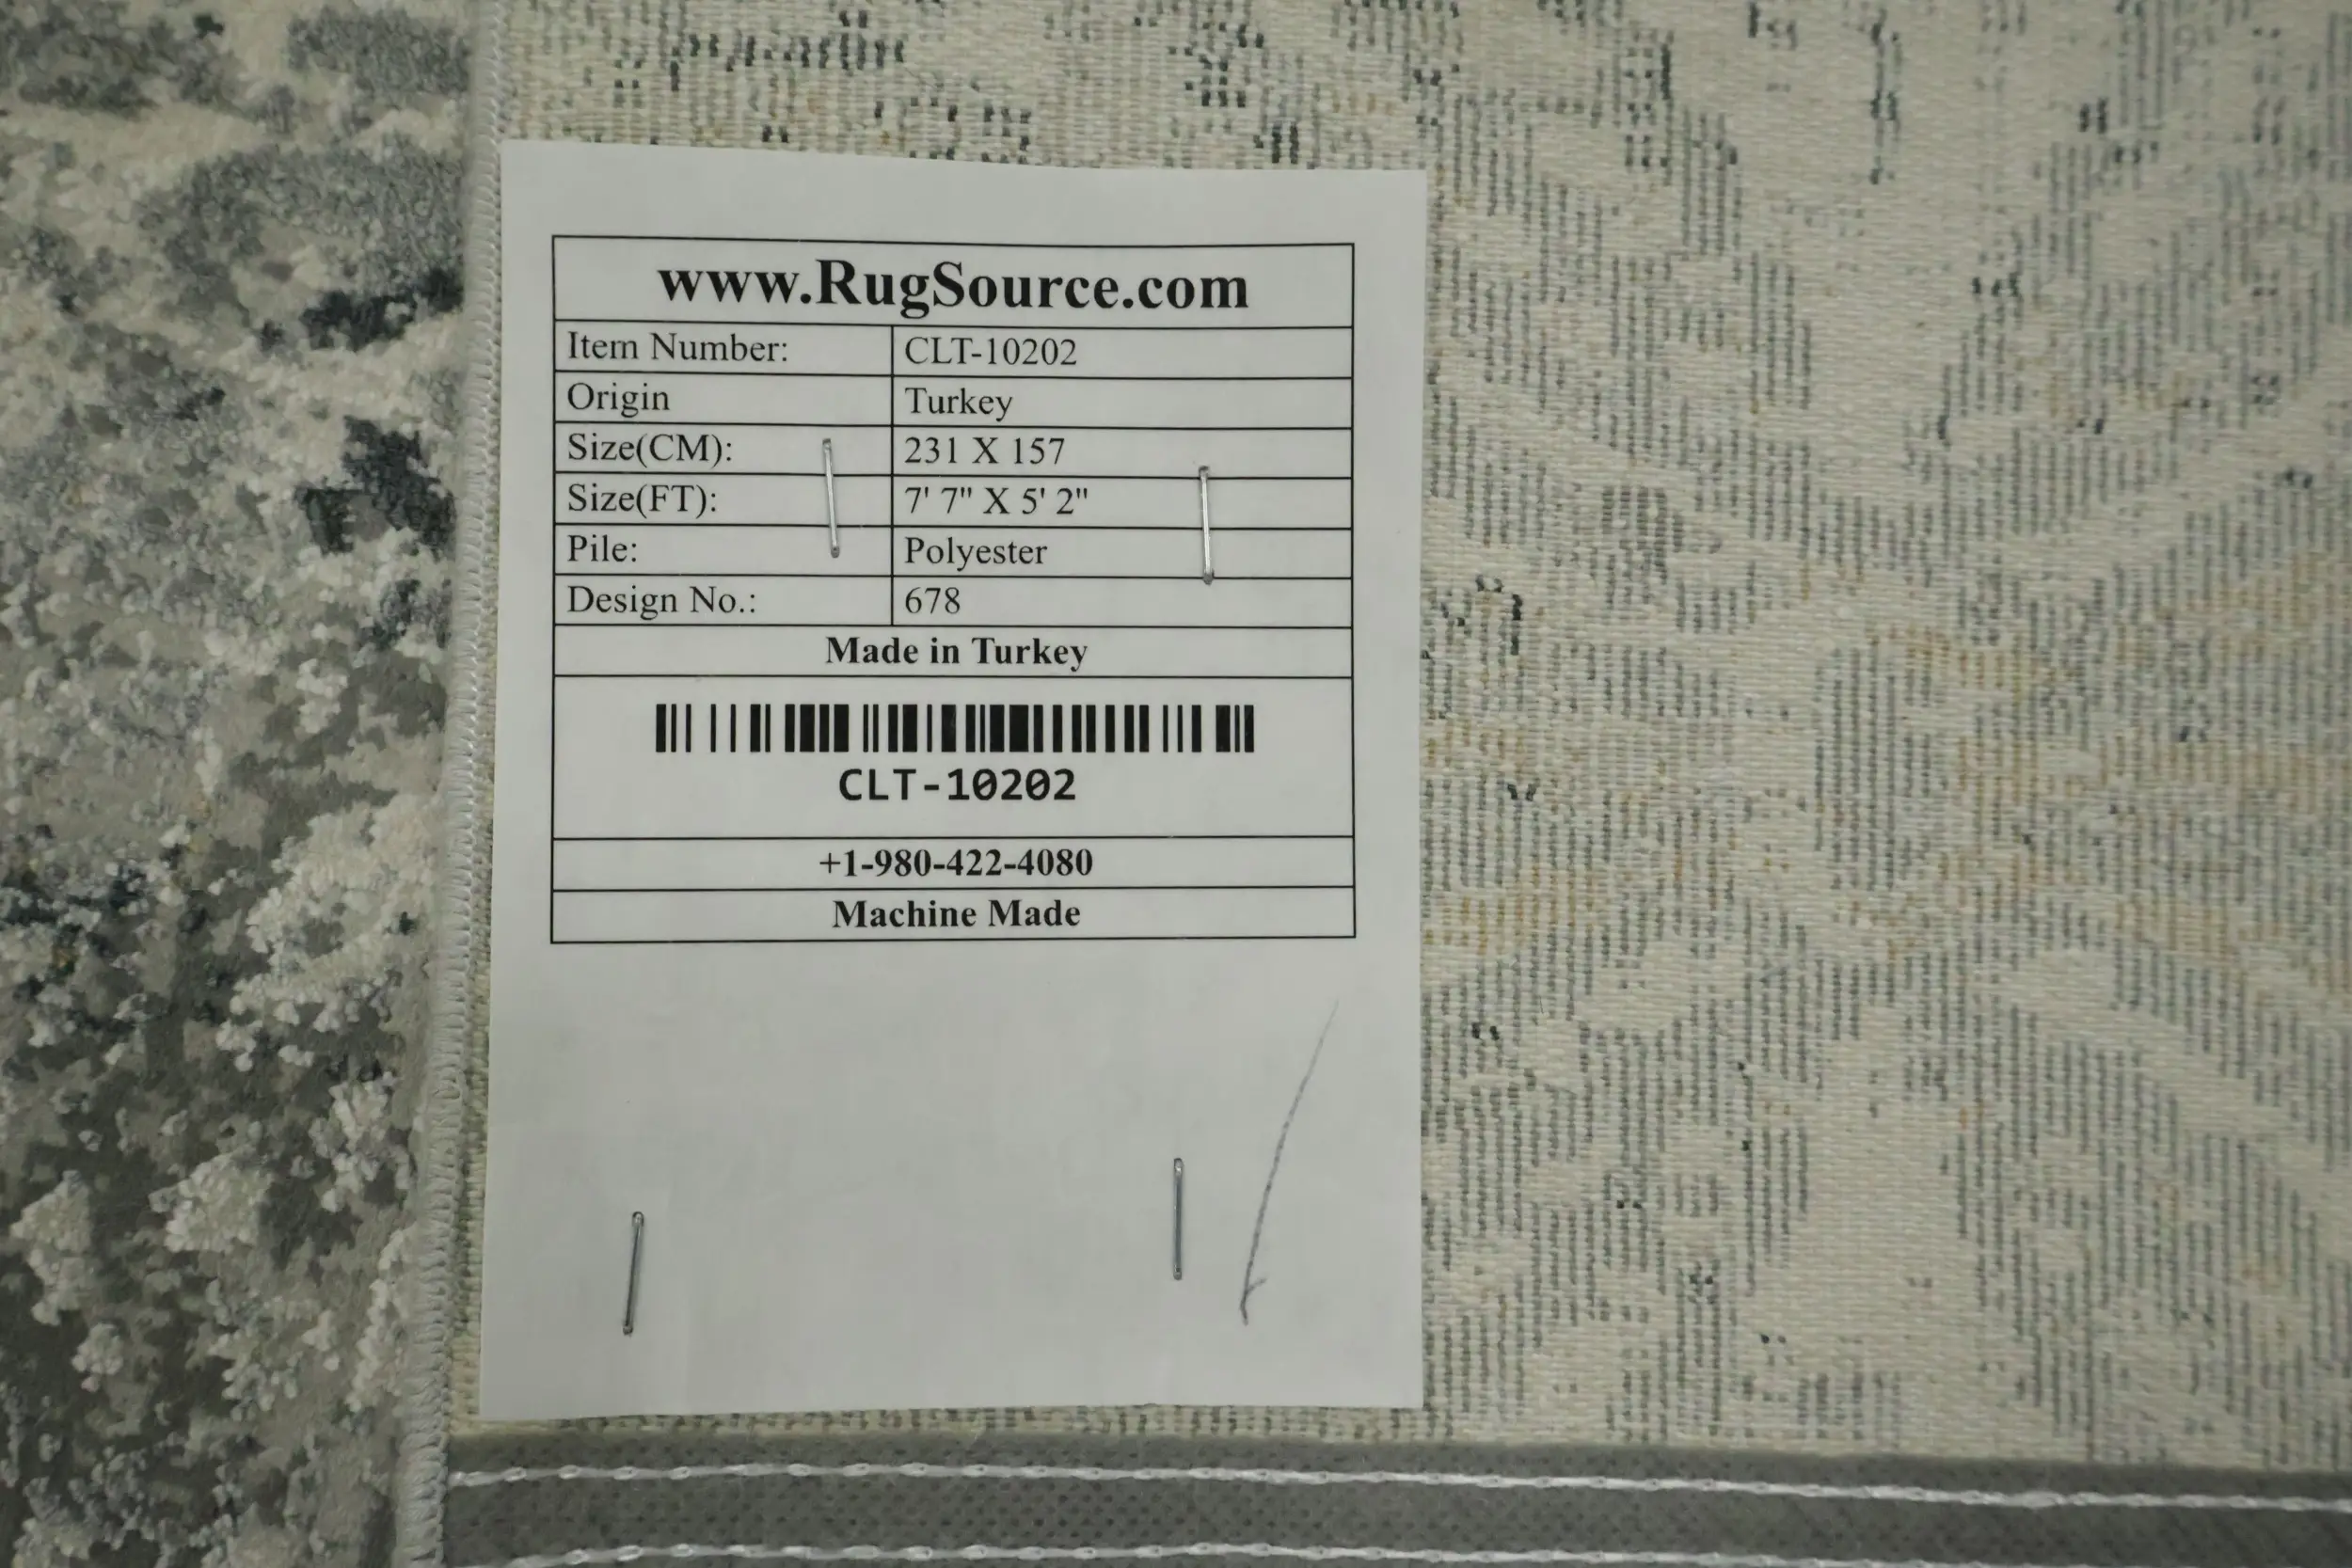 www.RugSource.com
Item Number: CLT-10202
Origin Turkey
Size(CM): 231 X 157
Size(FT): 7' 7" X 5' 2"
Pile: Polyester
Design No.: 678
Made in Turkey
CLT-10202
+1-980-422-4080
Machine Made